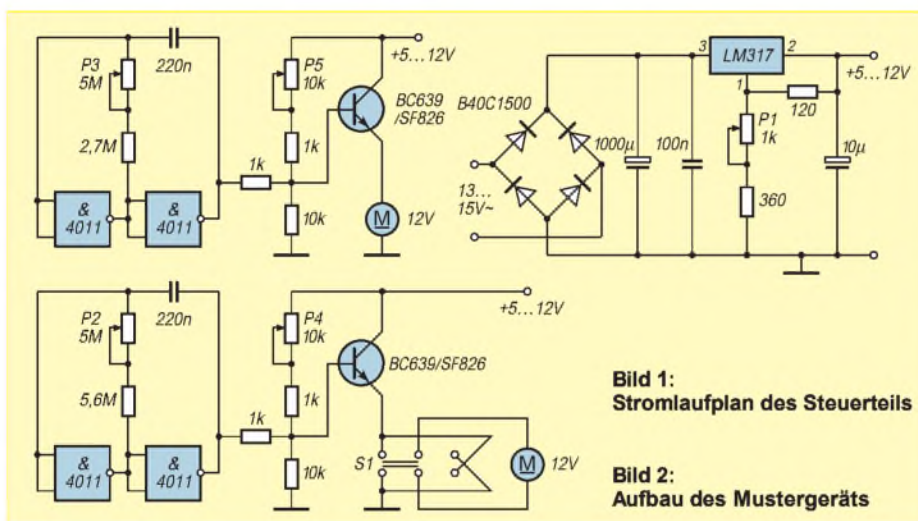 P3
5M
220n
2,7M
&
4011
&
4011
1k
P5
10k
1k
10k
+5...12V
BC639
/SF826
M
12V
B40C1500
13...
15V~
1000µ
100n
3
LM317
2
1
+5...12V
120
P1
1k
360
10µ
P2
5M
220n
5,6M
&
4011
&
4011
1k
P4
10k
1k
10k
+5...12V
BC639/SF826
S1
M
12V
Bild 1:
Stromlaufplan des Steuerteils
Bild 2:
Aufbau des Mustergeräts